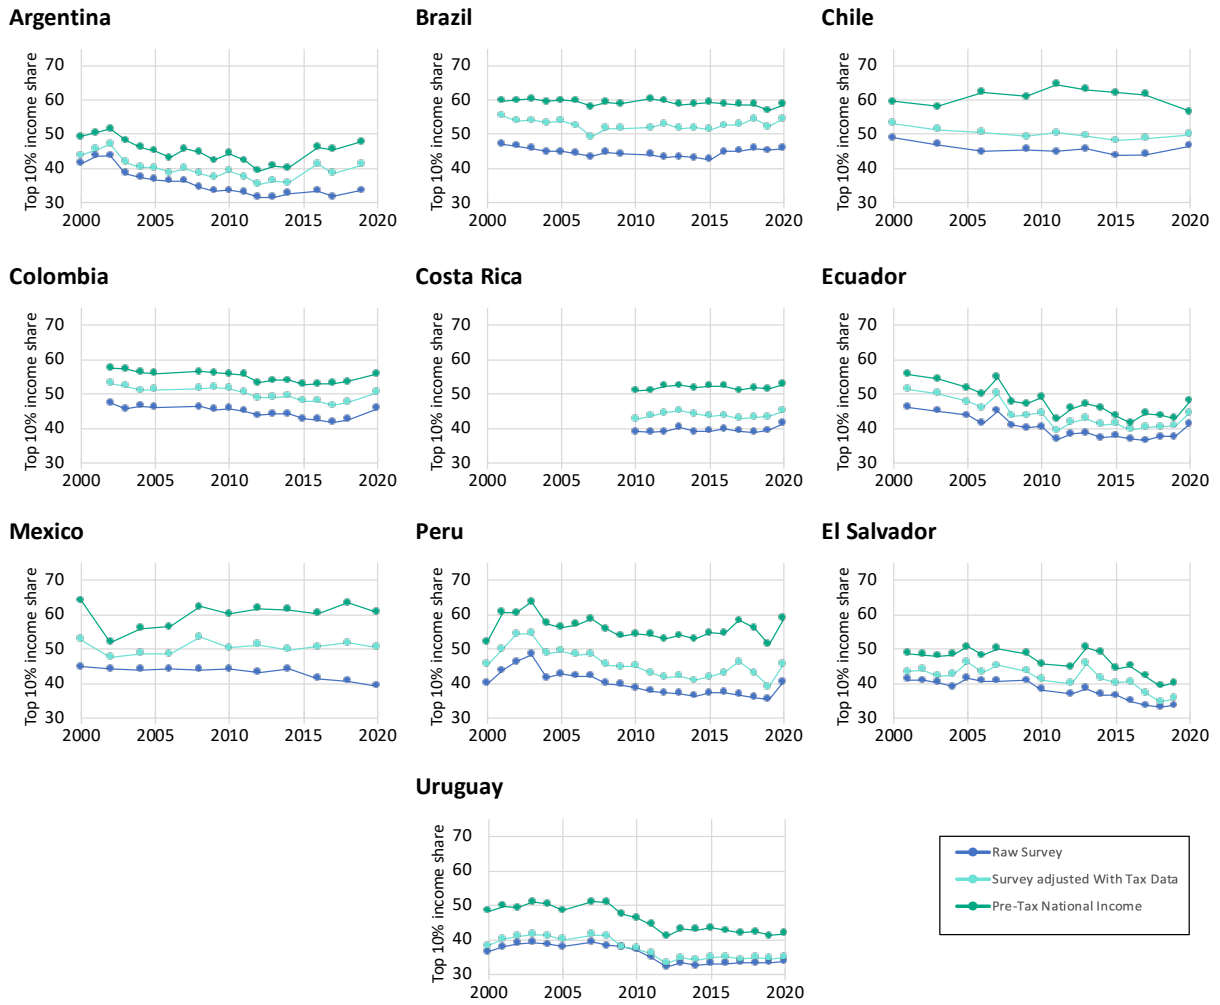 Argentina
Brazil
Chile
Top 10% income share
70
60
50
40
30
2000 2005 2010 2015 2020
Top 10% income share
70
60
50
40
30
2000 2005 2010 2015 2020
Top 10% income share
70
60
50
40
30
2000 2005 2010 2015 2020
Colombia
Costa Rica
Ecuador
Top 10% income share
70
60
50
40
30
2000 2005 2010 2015 2020
Top 10% income share
70
60
50
40
30
2000 2005 2010 2015 2020
Top 10% income share
70
60
50
40
30
2000 2005 2010 2015 2020
Mexico
Peru
El Salvador
Top 10% income share
70
60
50
40
30
2000 2005 2010 2015 2020
Top 10% income share
70
60
50
40
30
2000 2005 2010 2015 2020
Top 10% income share
70
60
50
40
30
2000 2005 2010 2015 2020
Uruguay
Top 10% income share
70
60
50
40
30
2000 2005 2010 2015 2020
Raw Survey
Survey adjusted With Tax Data
Pre-Tax National Income